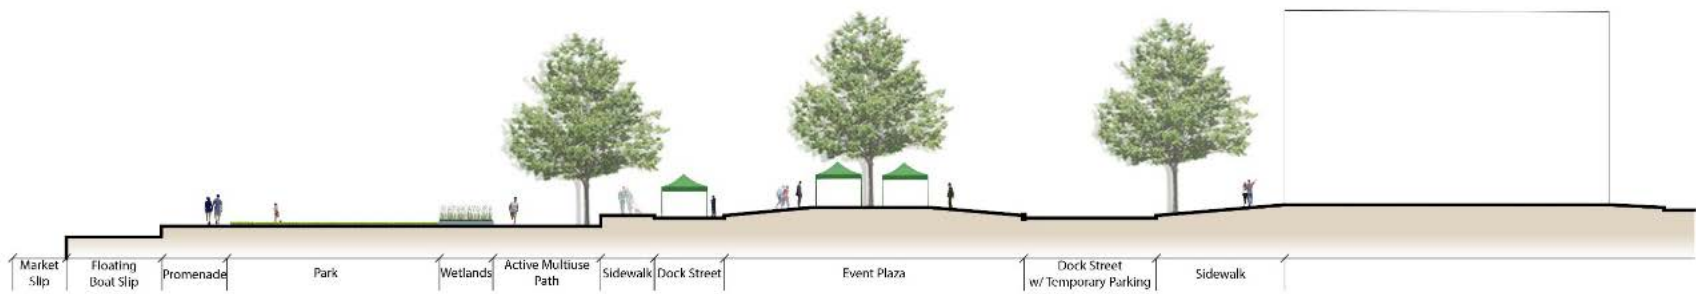 Market
Slip
Floating
Boat Slip
Promenade
Park
Wetlands
Active Multiuse
Path
Sidewalk
Dock Street
Event Plaza
Dock Street
w/ Temporary Parking
Sidewalk